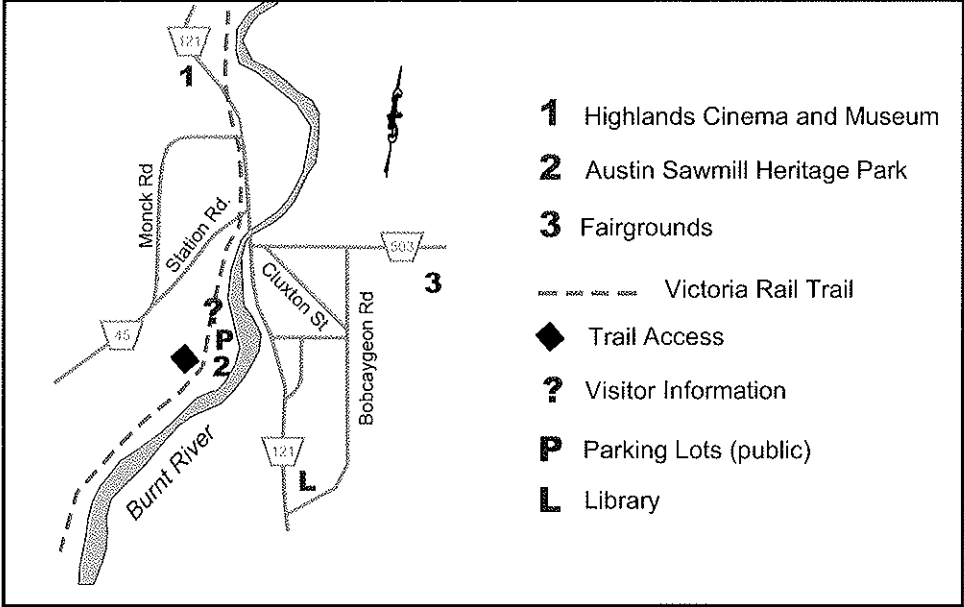 121
1
Monck Rd
Station Rd.
503
3
Cluxton St
Bobcaygeon Rd
?
45
P
2
Burnt River
121
L
1 Highlands Cinema and Museum
2 Austin Sawmill Heritage Park
3 Fairgrounds
Victoria Rail Trail
Trail Access
? Visitor Information
P Parking Lots (public)
L Library